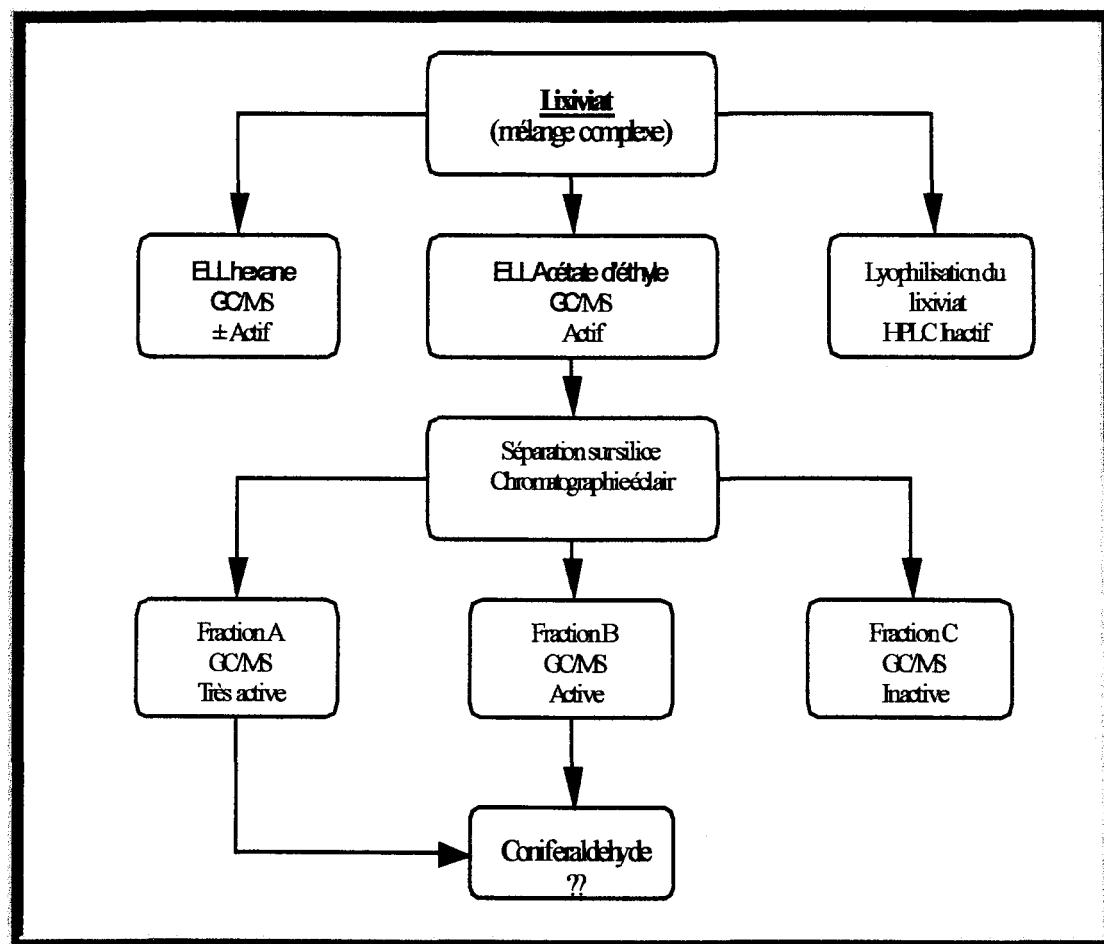 Lixiviat
(mélange complexe)
ELL hexane
GC/MS
± Actif
ELL Acétate d'éthyle
GC/MS
Actif
Lyophilisation du
lixiviat
HPLC Inactif
Séparation sur silice
Chromatographie éclair
Fraction A
GC/MS
Très active
Fraction B
GC/MS
Active
Fraction C
GC/MS
Inactive
Coniferaldehyde
??